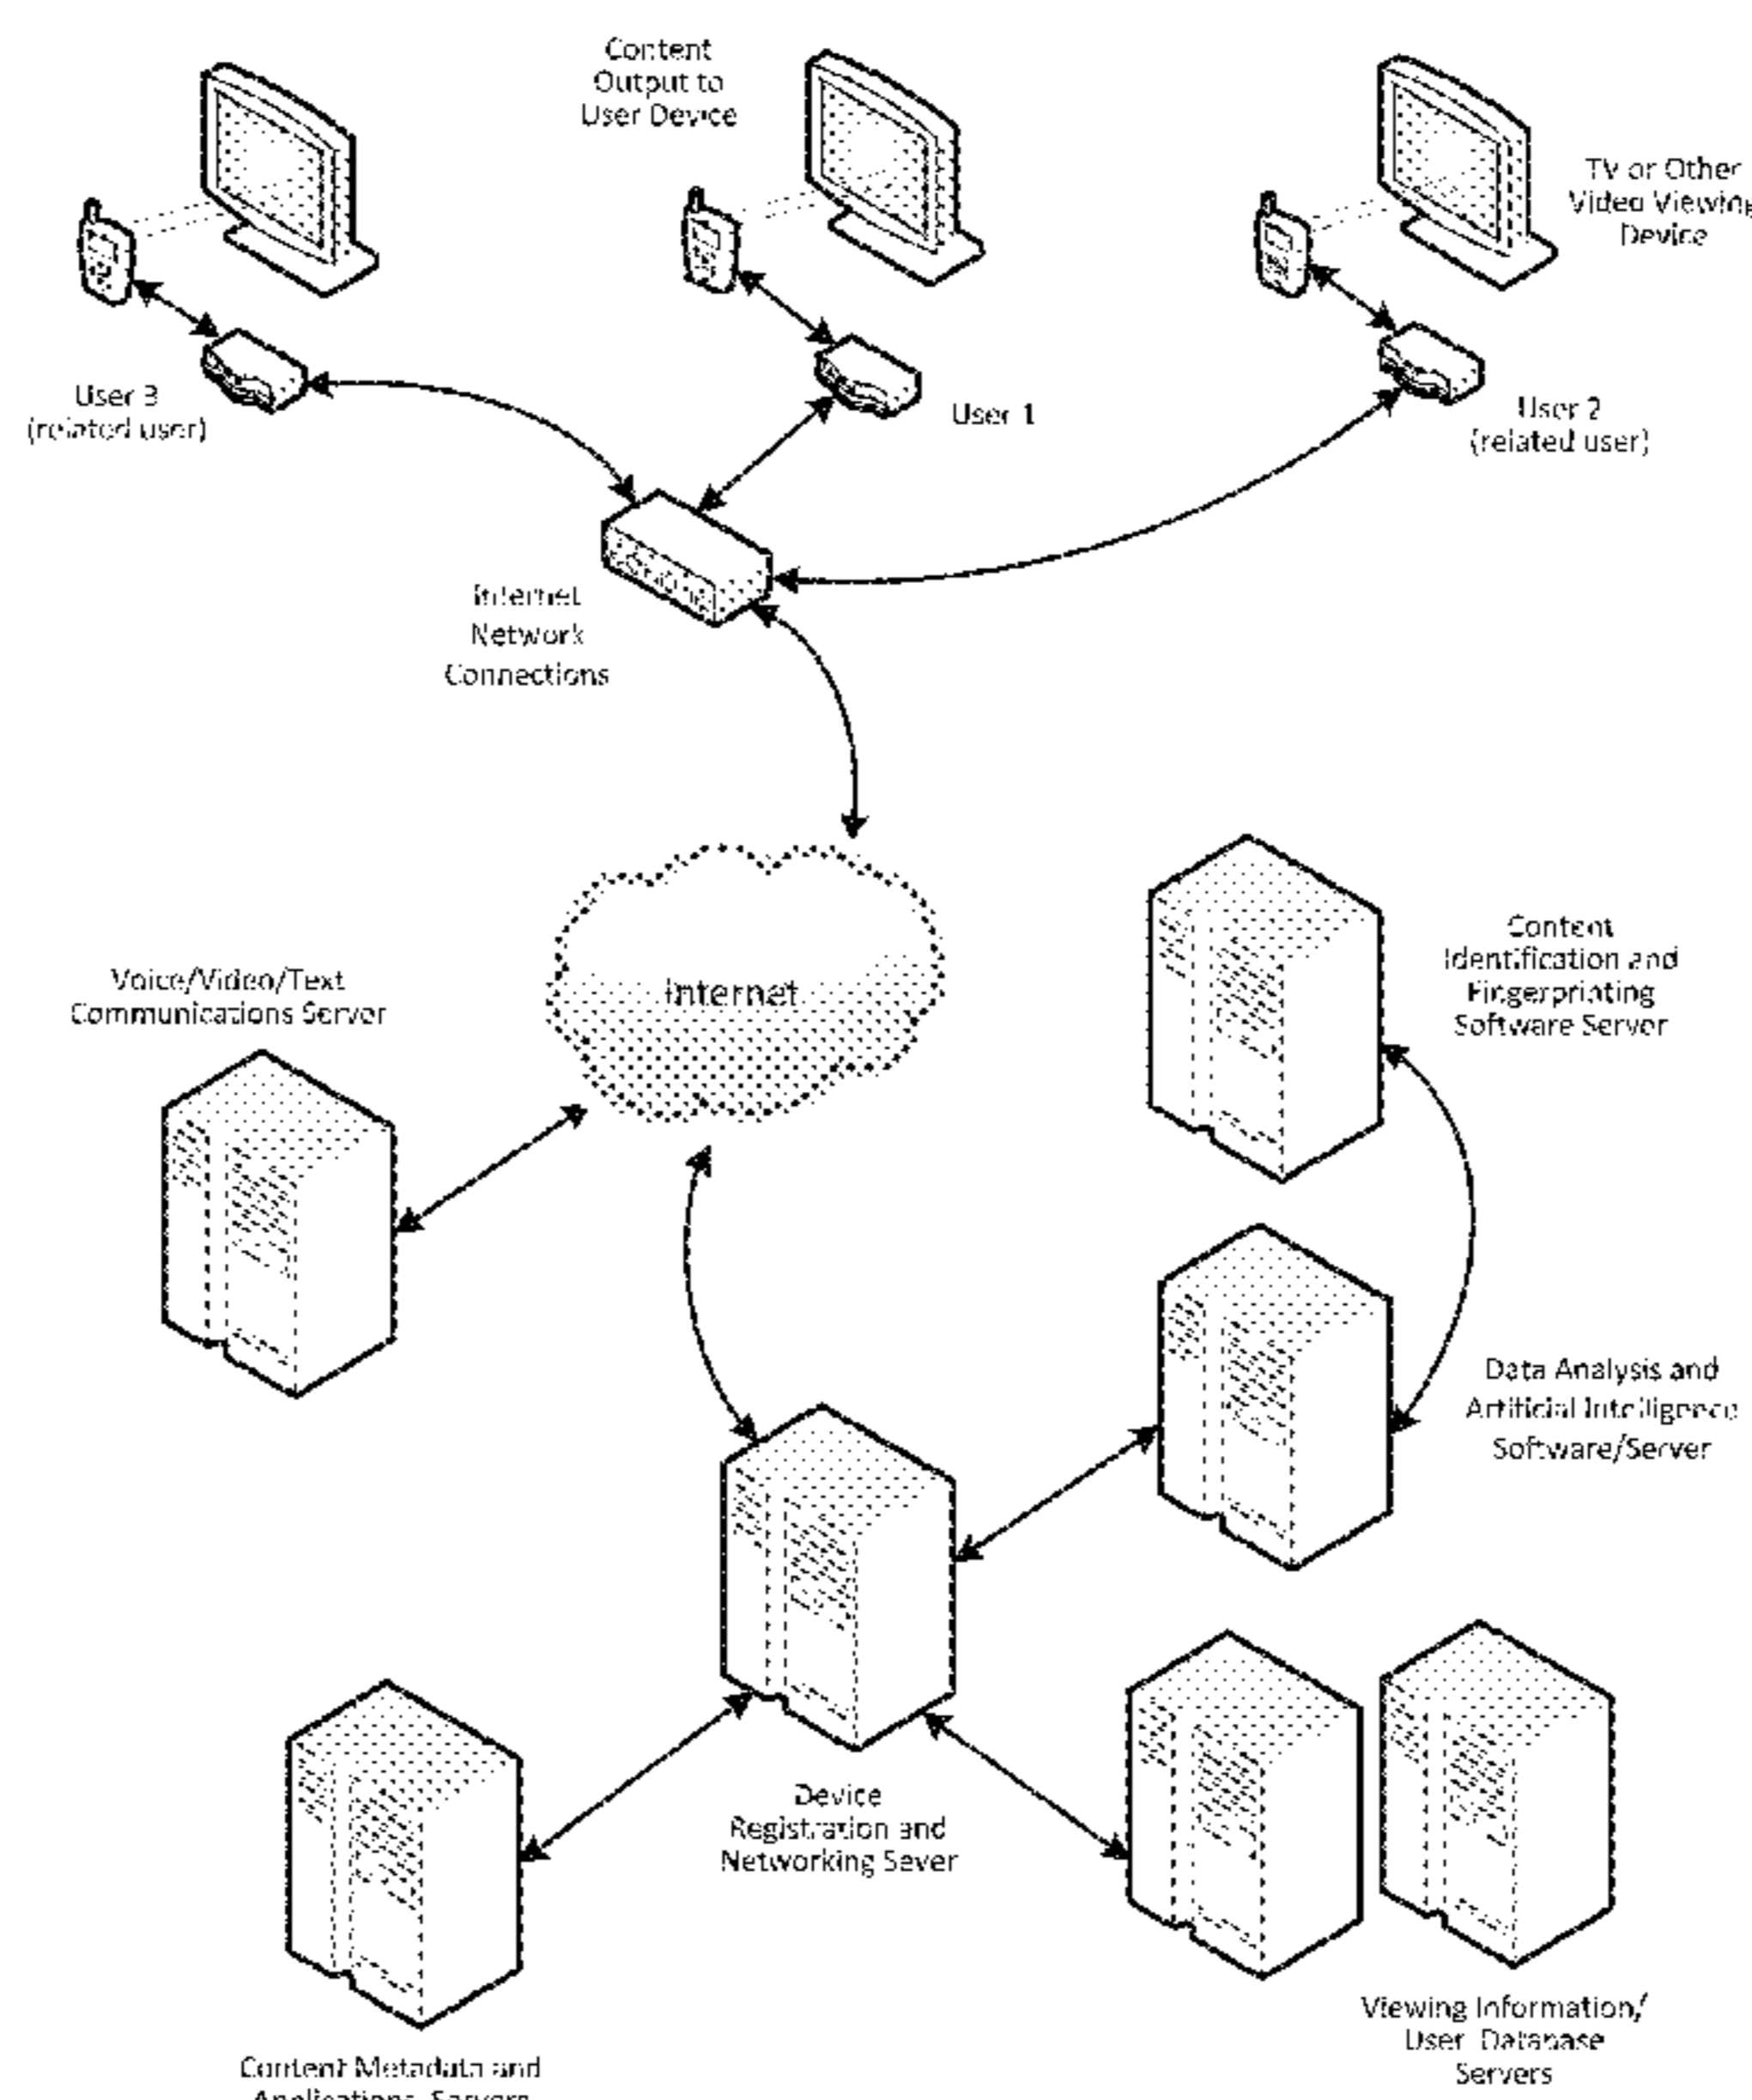 Content
Output to
User Device
TV or Other
Video Viewing
Device
User 3
(related user)
User 1
User 2
(related user)
Internet
Network
Connections
Internet
Voice/Video/Text
Communications Server
Content
Identification and
Fingerprinting
Software Server
Data Analysis and
Artificial Intelligence
Software/Server
Device
Registration and
Networking Sever
Viewing Information/
User Database
Servers
Content Metadata and
Applications Servers